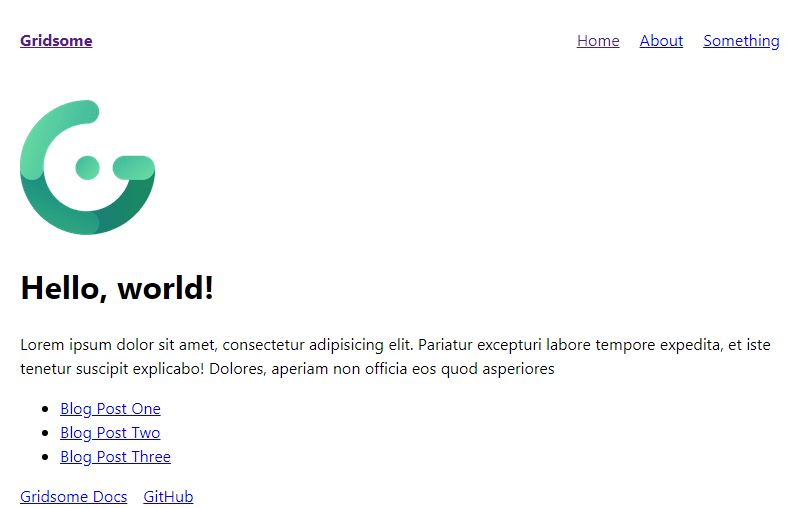 Gridsome Home About Something
Hello, world!
Lorem ipsum dolor sit amet, consectetur adipisicing elit. Pariatur excepturi labore tempore expedita, et iste
tenetur suscipit explicabo! Dolores, aperiam non officia eos quod asperiores
Blog Post One
Blog Post Two
Blog Post Three
Gridsome Docs GitHub